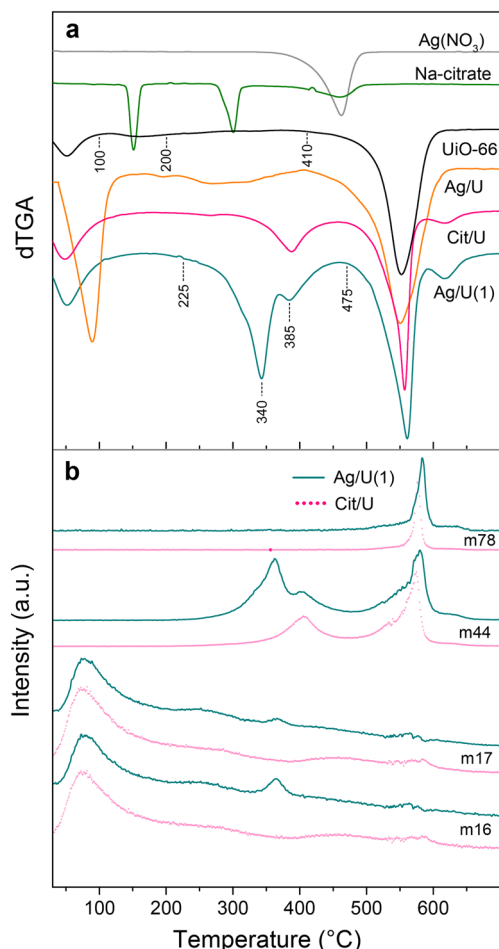 a
Ag(NO₃)
Na-citrate
100
200
410
UiO-66
Ag/U
Cit/U
Ag/U(1)
225
385
475
340
dTGA
b
Ag/U(1)
Cit/U
m78
m44
m17
m16
Intensity (a.u.)
100 200 300 400 500 600
Temperature (°C)